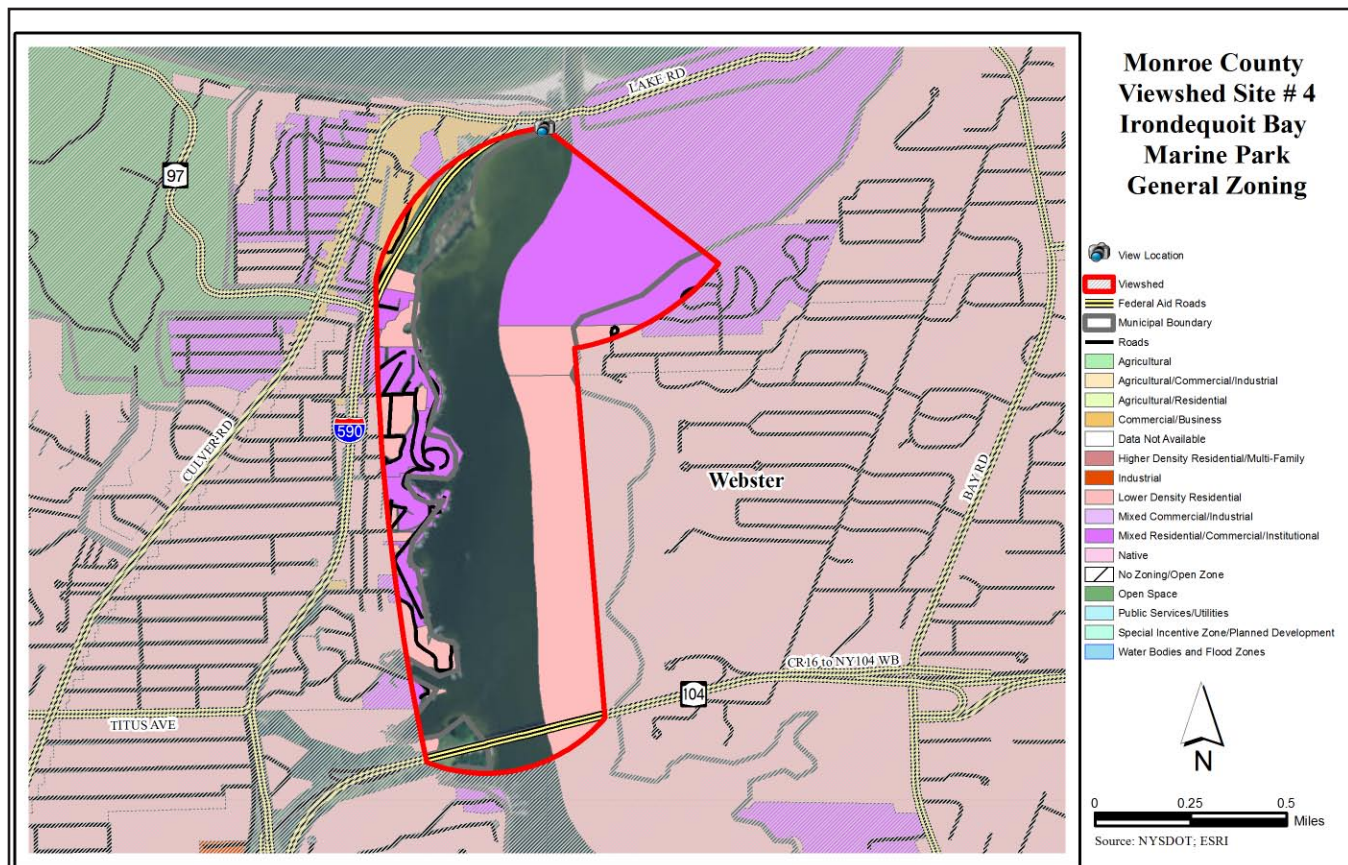 Monroe County
Viewshed Site # 4
Irondequoit Bay
Marine Park
General Zoning
View Location
Viewshed
Federal Aid Roads
Municipal Boundary
Roads
Agricultural
Agricultural/Commercial/Industrial
Agricultural/Residential
Commercial/Business
Data Not Available
Higher Density Residential/Multi-Family
Industrial
Lower Density Residential
Mixed Commercial/Industrial
Mixed Residential/Commercial/Institutional
Native
No Zoning/Open Zone
Open Space
Public Services/Utilities
Special Incentive Zone/Planned Development
Water Bodies and Flood Zones
N
0 0.25 0.5
Miles
Source: NYSDOT; ESRI
LAKE RD
97
590
CULVER RD
Webster
BAY RD
CR16 to NY104 WB
104
TITUS AVE